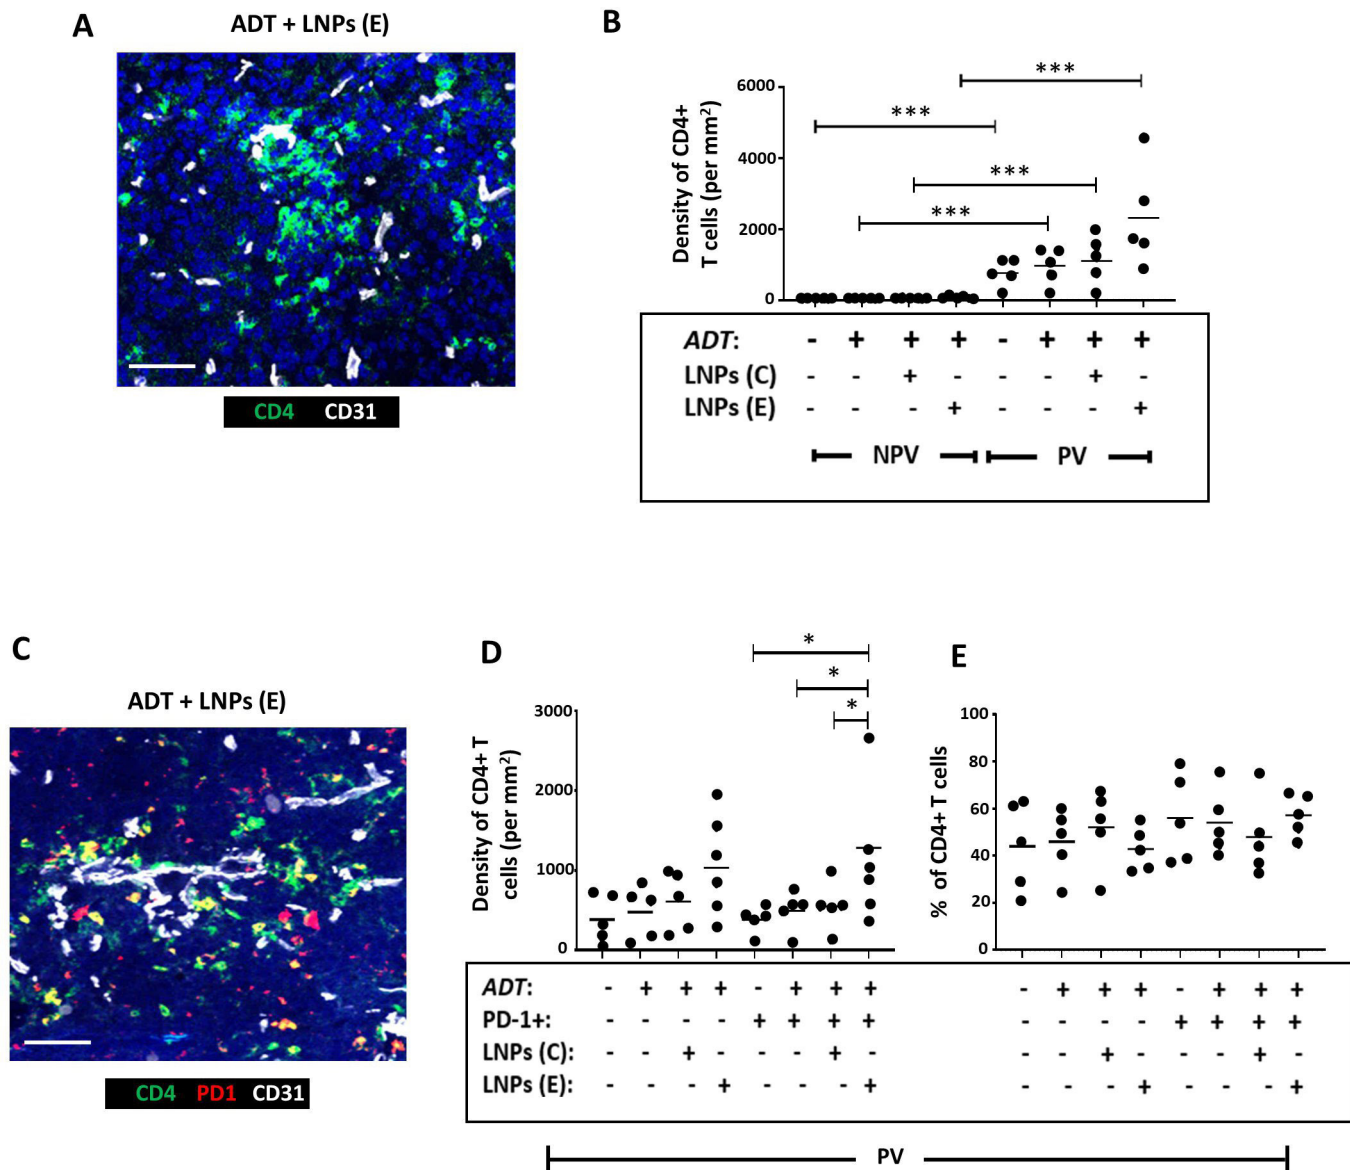 A
ADT + LNPs (E)
CD4 CD31
B
***
***
***
***
Density of CD4+
T cells (per mm²)
6000
4000
2000
0
ADT: - + + + - + + +
LNPs (C) - - + - - - + -
LNPs (E) - - - + - - - +
NPV PV
C
ADT + LNPs (E)
CD4 PD1 CD31
D
*
*
*
Density of CD4+ T
cells (per mm²)
3000
2000
1000
0
E
% of CD4+ T cells
100
80
60
40
20
0
ADT: - + + + - + + + - + + + - + + +
PD-1+: - - - - + + + + - - - - + + + +
LNPs (C): - - + - - - + - - - + - - - + -
LNPs (E): - - - + - - - + - - - + - - - +
PV